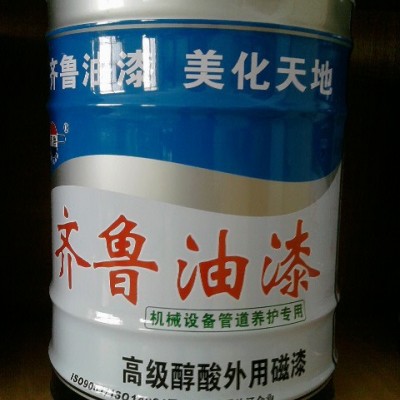 齐鲁油漆 美化天地
齐鲁油漆
机械设备管道养护专用
高级醇酸外用磁漆